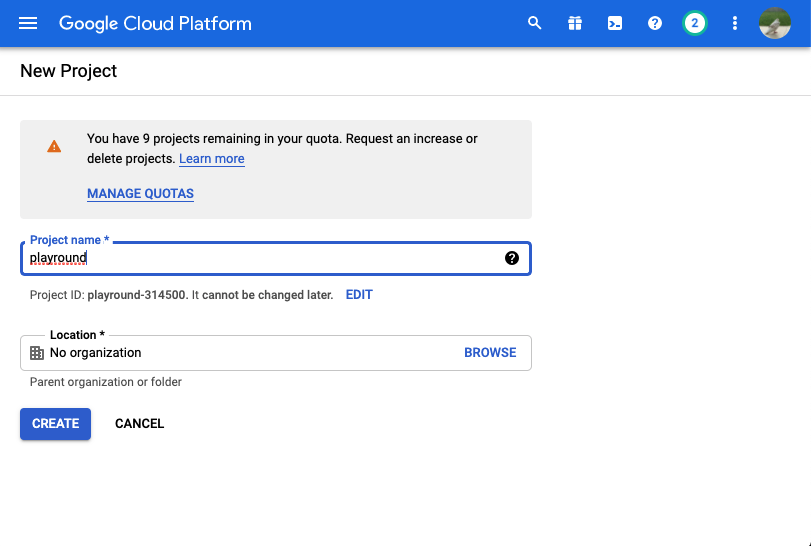 Google Cloud Platform
2
New Project
You have 9 projects remaining in your quota. Request an increase or
delete projects. Learn more
MANAGE QUOTAS
Project name *
playround
Project ID: playround-314500. It cannot be changed later. EDIT
Location *
No organization BROWSE
Parent organization or folder
CREATE CANCEL